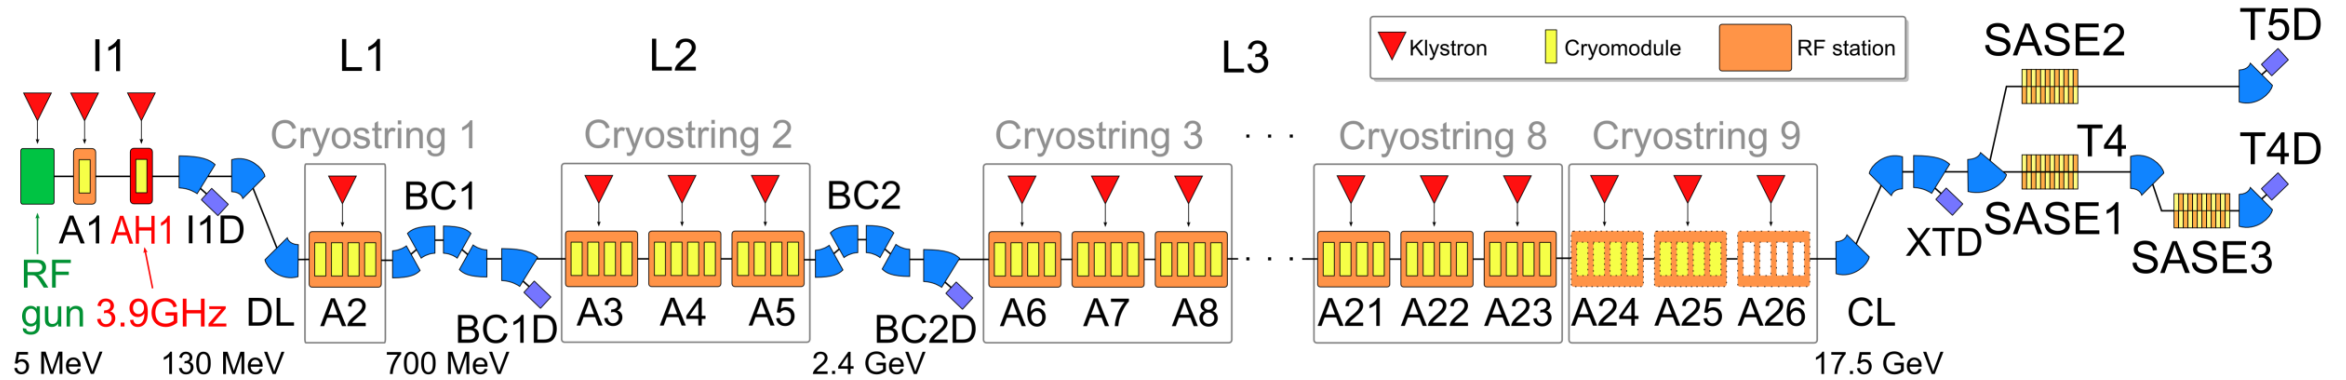 I1
L1
L2
L3
Klystron
Cryomodule
RF station
SASE2
T5D
Cryostring 1
Cryostring 2
Cryostring 3
. . .
Cryostring 8
Cryostring 9
T4
T4D
A1
AH1
I1D
BC1
BC2
SASE1
XTD
SASE3
RF
gun
3.9GHz
DL
A2
BC1D
A3
A4
A5
BC2D
A6
A7
A8
. . .
A21
A22
A23
A24
A25
A26
CL
5 MeV
130 MeV
700 MeV
2.4 GeV
17.5 GeV